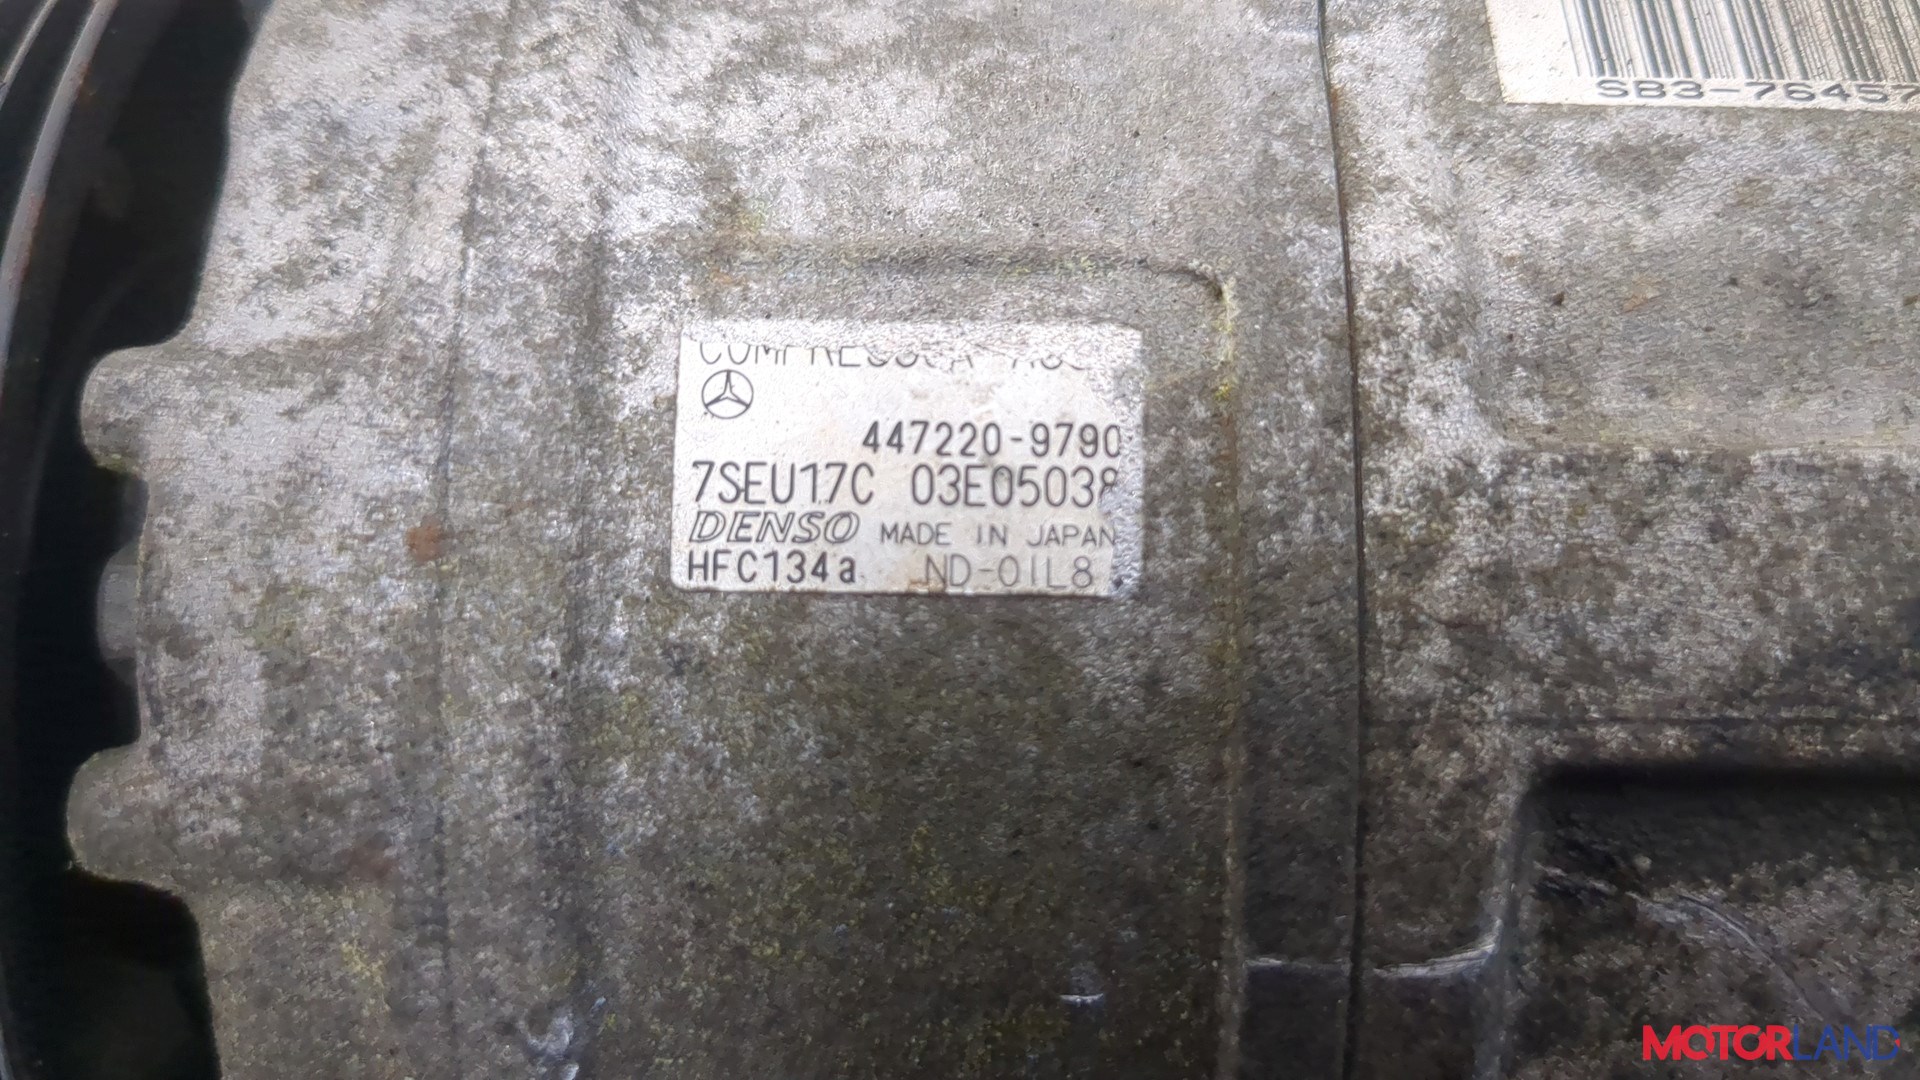 SB3-76457
447220-9790
7SEU17C 03E05038
DENSO MADE IN JAPAN
HFC134a ND-OIL8
MOTORLAND